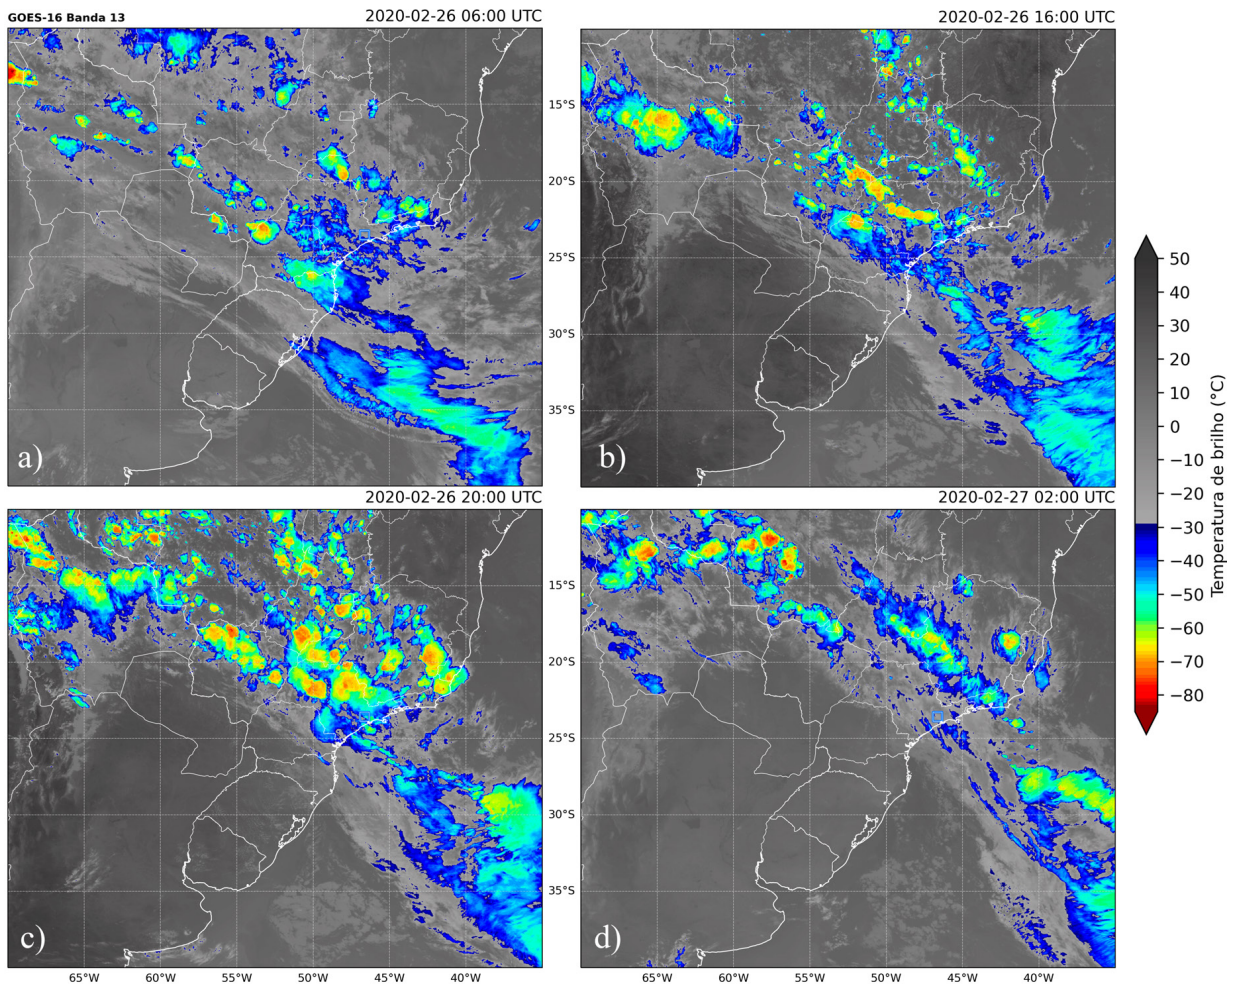 GOES-16 Banda 13
2020-02-26 06:00 UTC
2020-02-26 16:00 UTC
15°S
20°S
25°S
30°S
35°S
a)
b)
50
40
30
20
10
0
−10
−20
−30
−40
−50
−60
−70
−80
Temperatura de brilho (°C)
2020-02-26 20:00 UTC
2020-02-27 02:00 UTC
15°S
20°S
25°S
30°S
35°S
c)
d)
65°W 60°W 55°W 50°W 45°W 40°W
65°W 60°W 55°W 50°W 45°W 40°W